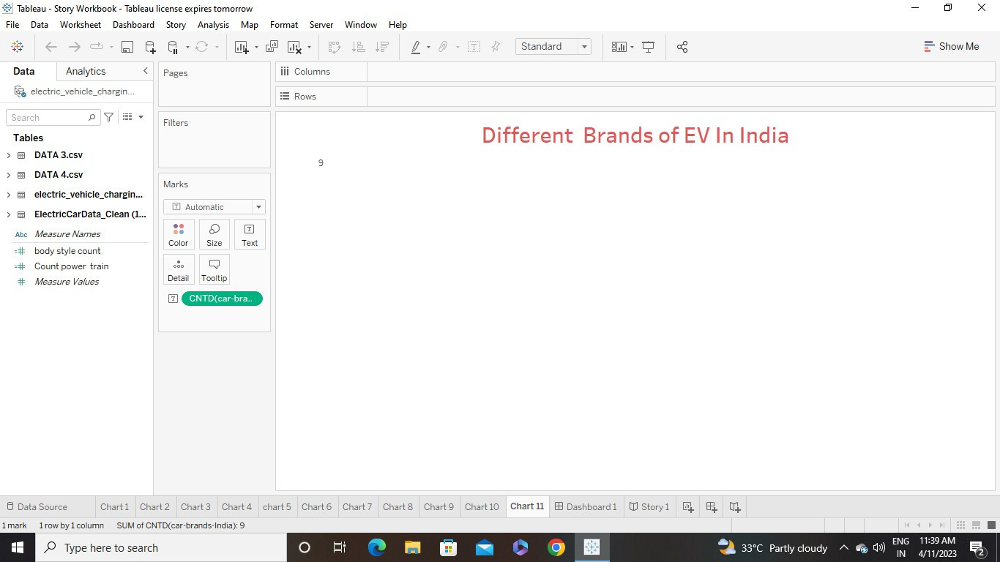 Tableau - Story Workbook - Tableau license expires tomorrow
File Data Worksheet Dashboard Story Analysis Map Format Server Window Help
Standard
Show Me
Data Analytics
electric_vehicle_chargin...
Search
Tables
DATA 3.csv
DATA 4.csv
electric_vehicle_chargin...
ElectricCarData_Clean (1...
Abc Measure Names
body style count
Count power train
Measure Values
Pages
Filters
Marks
Automatic
Color Size Text
Detail Tooltip
CNTD(car-bra..
Columns
Rows
Different Brands of EV In India
9
Data Source Chart 1 Chart 2 Chart 3 Chart 4 chart 5 Chart 6 Chart 7 Chart 8 Chart 9 Chart 10 Chart 11 Dashboard 1 Story 1
1 mark 1 row by 1 column SUM of CNTD(car-brands-India): 9
Type here to search
33°C Partly cloudy
ENG
IN
11:39 AM
4/11/2023
2